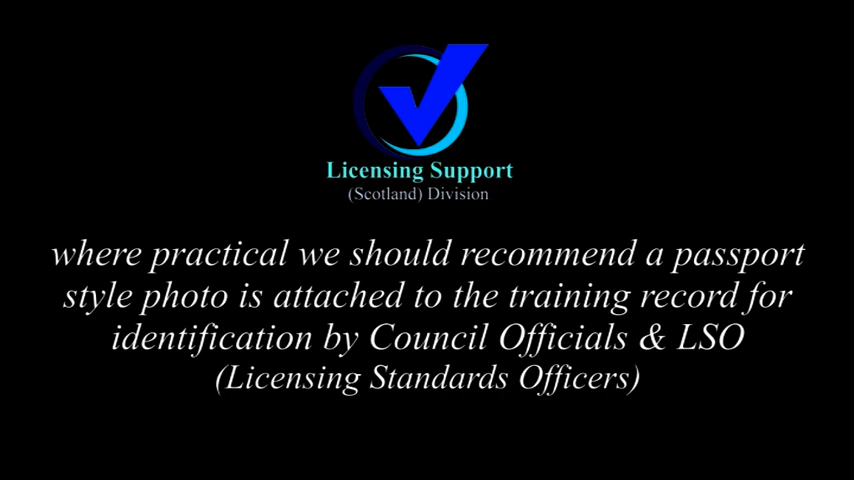 Licensing Support
(Scotland) Division
where practical we should recommend a passport
style photo is attached to the training record for
identification by Council Officials & LSO
(Licensing Standards Officers)